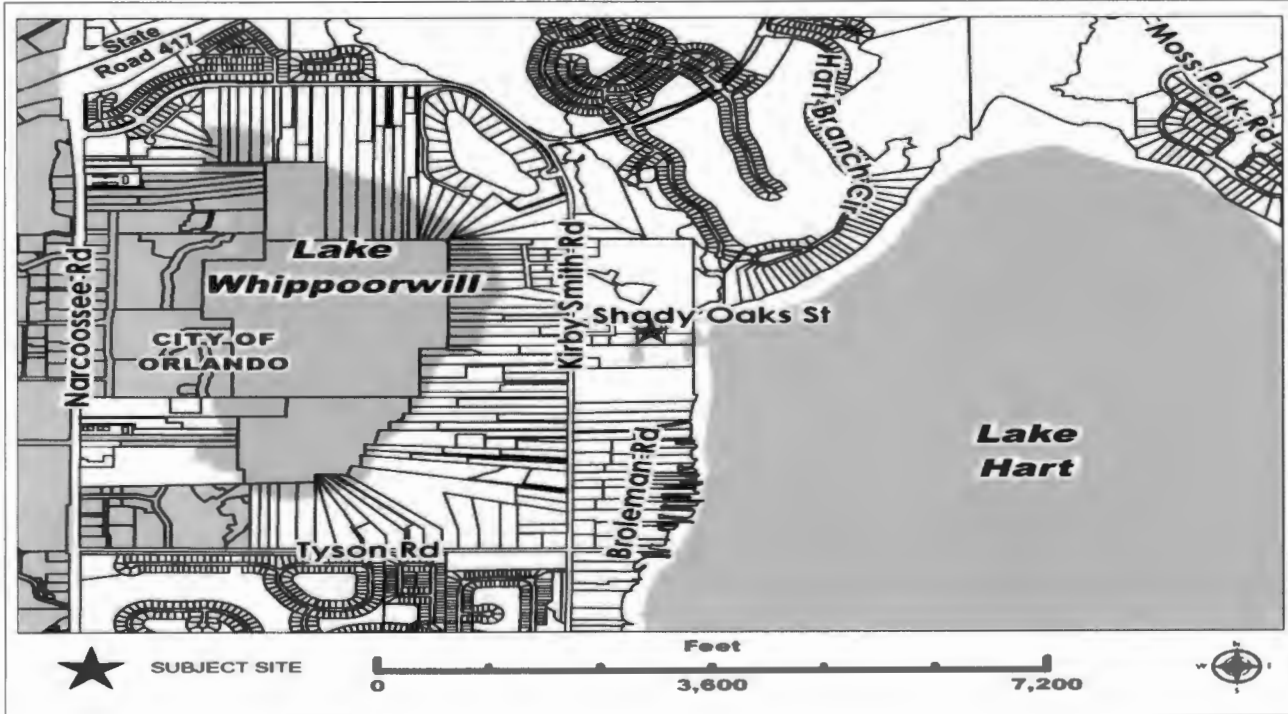 State
Road 417
Hart Branch Cir
Moss Park Rd
Narcoossee Rd
Lake
Whippoorwill
Kirby Smith Rd
Shady Oaks St
CITY OF
ORLANDO
Broleman Rd
Lake
Hart
Tyson Rd
SUBJECT SITE
Feet
0
3,600
7,200
N
W
S